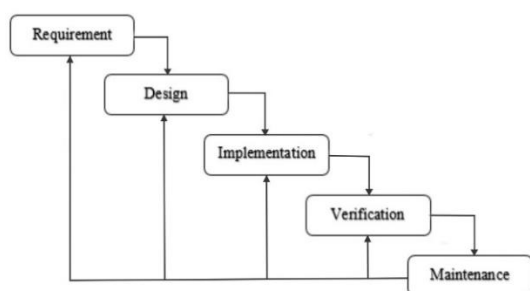 Requirement
Design
Implementation
Verification
Maintenance